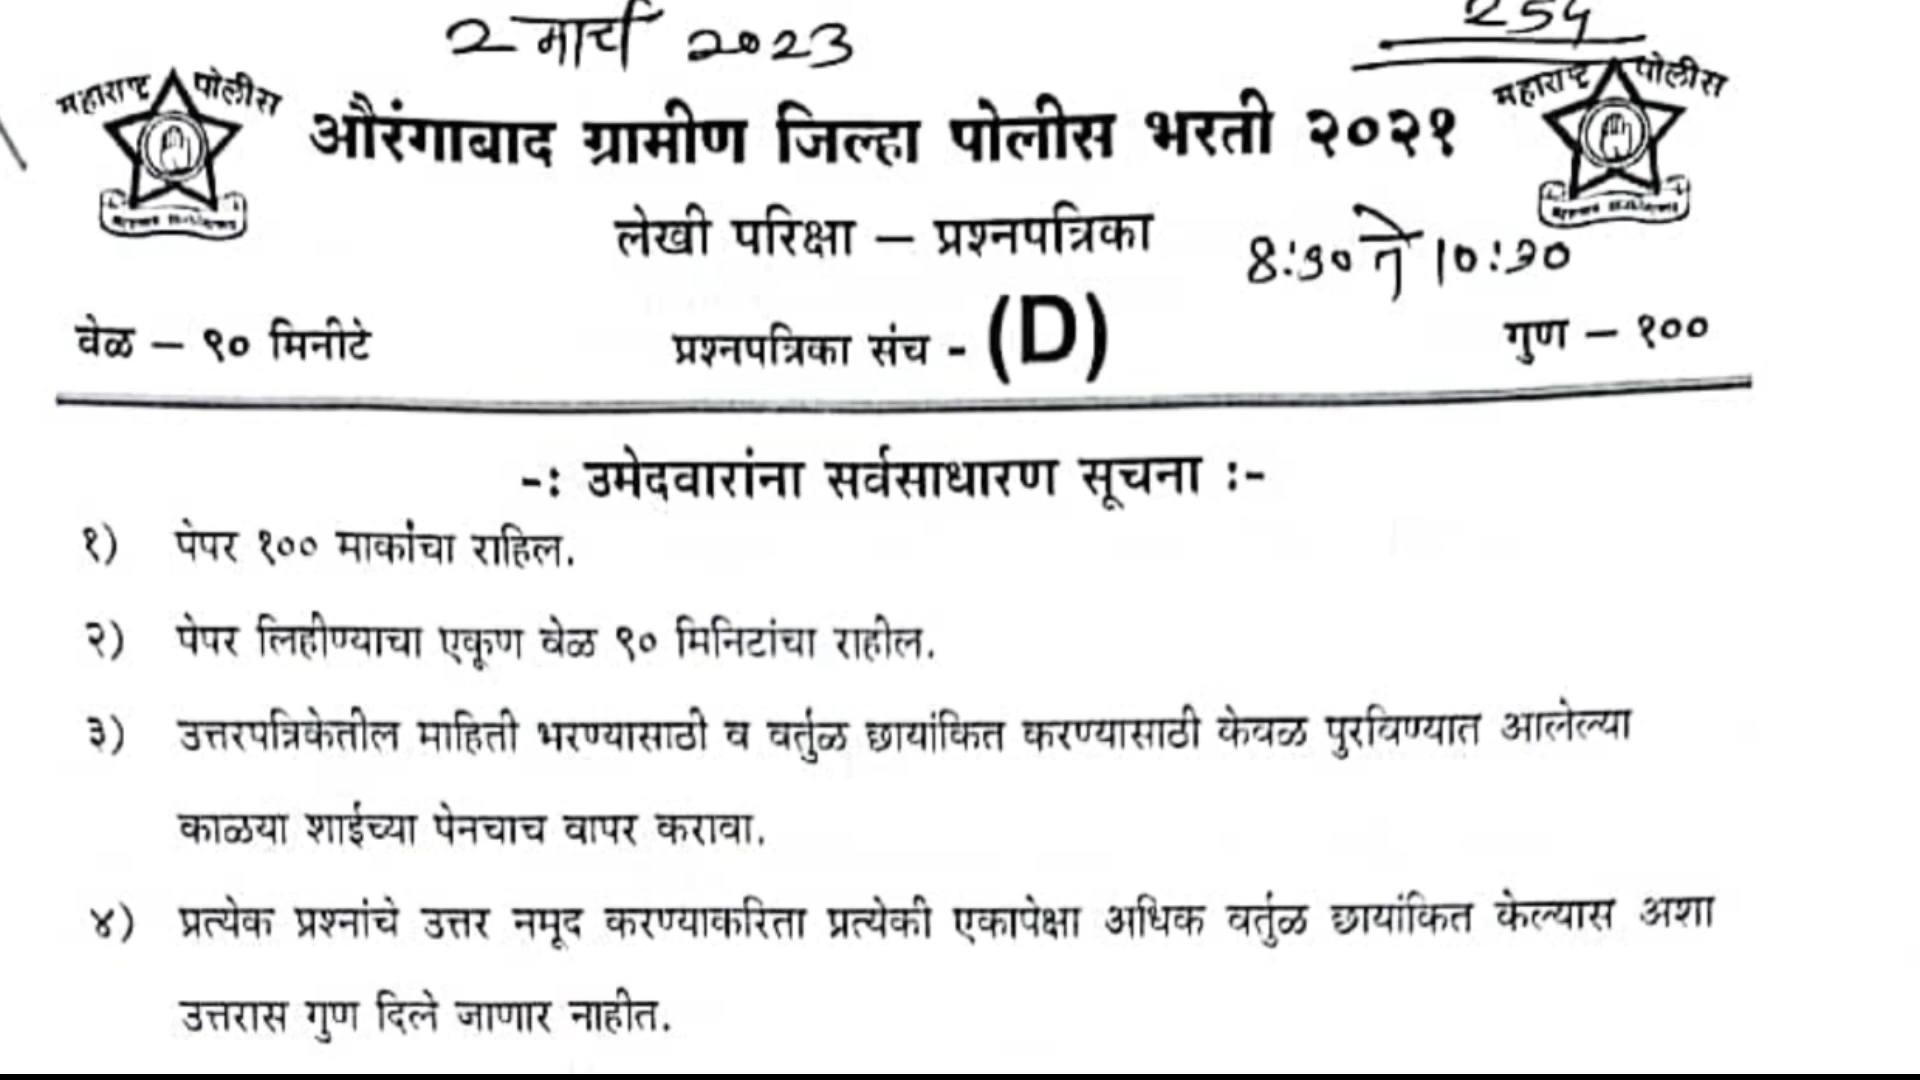 2 मार्च 2023
254
महाराष्ट्र पोलीस
महाराष्ट्र पोलीस
औरंगाबाद ग्रामीण जिल्हा पोलीस भरती २०२१
लेखी परिक्षा – प्रश्नपत्रिका
8:30 ते 10:30
वेळ – ९० मिनीटे
प्रश्नपत्रिका संच - (D)
गुण – १००
-: उमेदवारांना सर्वसाधारण सूचना :-
१) पेपर १०० मार्कांचा राहिल.
२) पेपर लिहीण्याचा एकूण वेळ ९० मिनिटांचा राहील.
३) उत्तरपत्रिकेतील माहिती भरण्यासाठी व वर्तुळ छायांकित करण्यासाठी केवळ पुरविण्यात आलेल्या
काळया शाईच्या पेनचाच वापर करावा.
४) प्रत्येक प्रश्नांचे उत्तर नमूद करण्याकरिता प्रत्येकी एकापेक्षा अधिक वर्तुळ छायांकित केल्यास अशा
उत्तरास गुण दिले जाणार नाहीत.